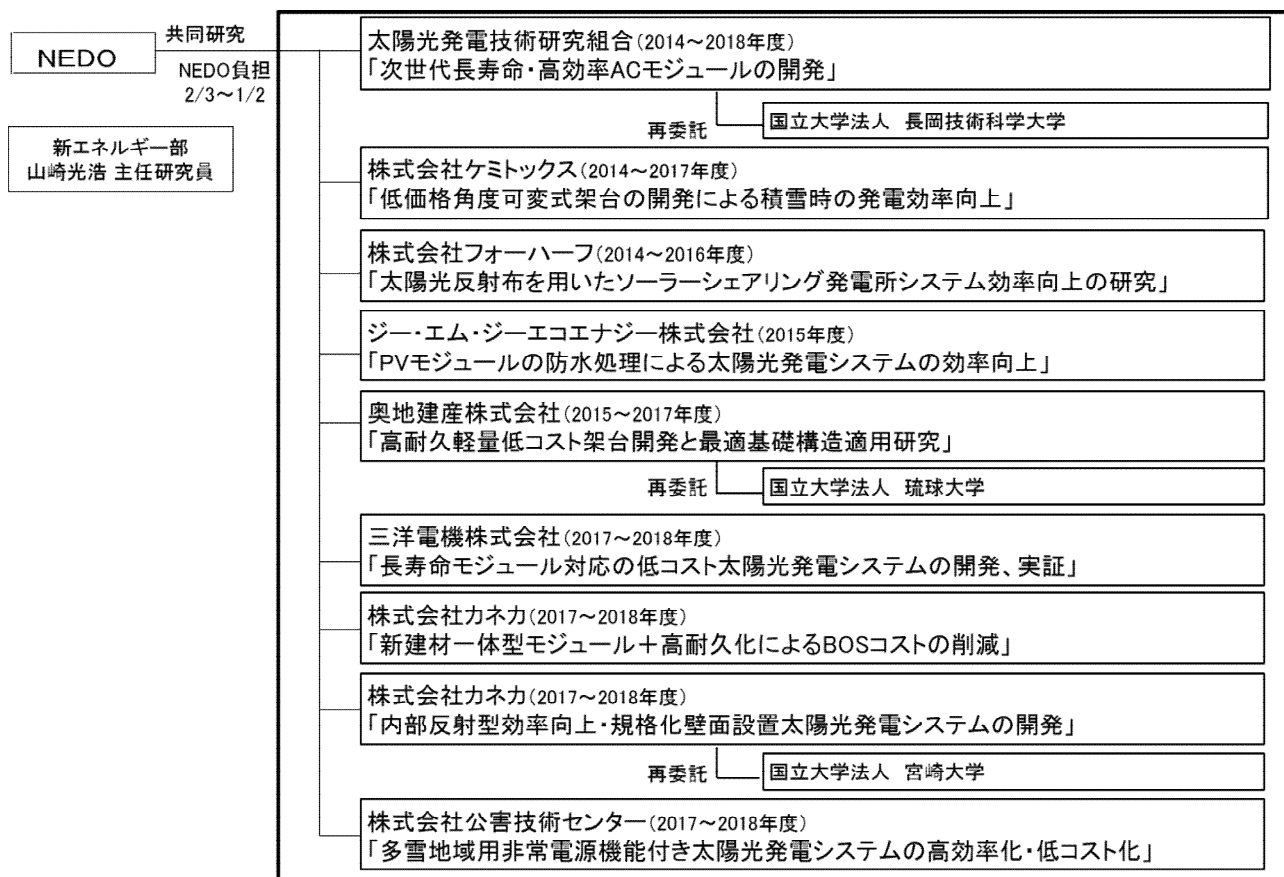 NEDO
共同研究
NEDO負担
2/3～1/2
新エネルギー部
山崎光浩 主任研究員
太陽光発電技術研究組合(2014～2018年度)
「次世代長寿命・高効率ACモジュールの開発」
再委託
国立大学法人 長岡技術科学大学
株式会社ケミトックス(2014～2017年度)
「低価格角度可変式架台の開発による積雪時の発電効率向上」
株式会社フォーハーフ(2014～2016年度)
「太陽光反射布を用いたソーラーシェアリング発電所システム効率向上の研究」
ジー・エム・ジーエコエナジー株式会社(2015年度)
「PVモジュールの防水処理による太陽光発電システムの効率向上」
奥地建産株式会社(2015～2017年度)
「高耐久軽量低コスト架台開発と最適基礎構造適用研究」
再委託
国立大学法人 琉球大学
三洋電機株式会社(2017～2018年度)
「長寿命モジュール対応の低コスト太陽光発電システムの開発、実証」
株式会社カネカ(2017～2018年度)
「新建材一体型モジュール＋高耐久化によるBOSコストの削減」
株式会社カネカ(2017～2018年度)
「内部反射型効率向上・規格化壁面設置太陽光発電システムの開発」
再委託
国立大学法人 宮崎大学
株式会社公害技術センター(2017～2018年度)
「多雪地域用非常電源機能付き太陽光発電システムの高効率化・低コスト化」